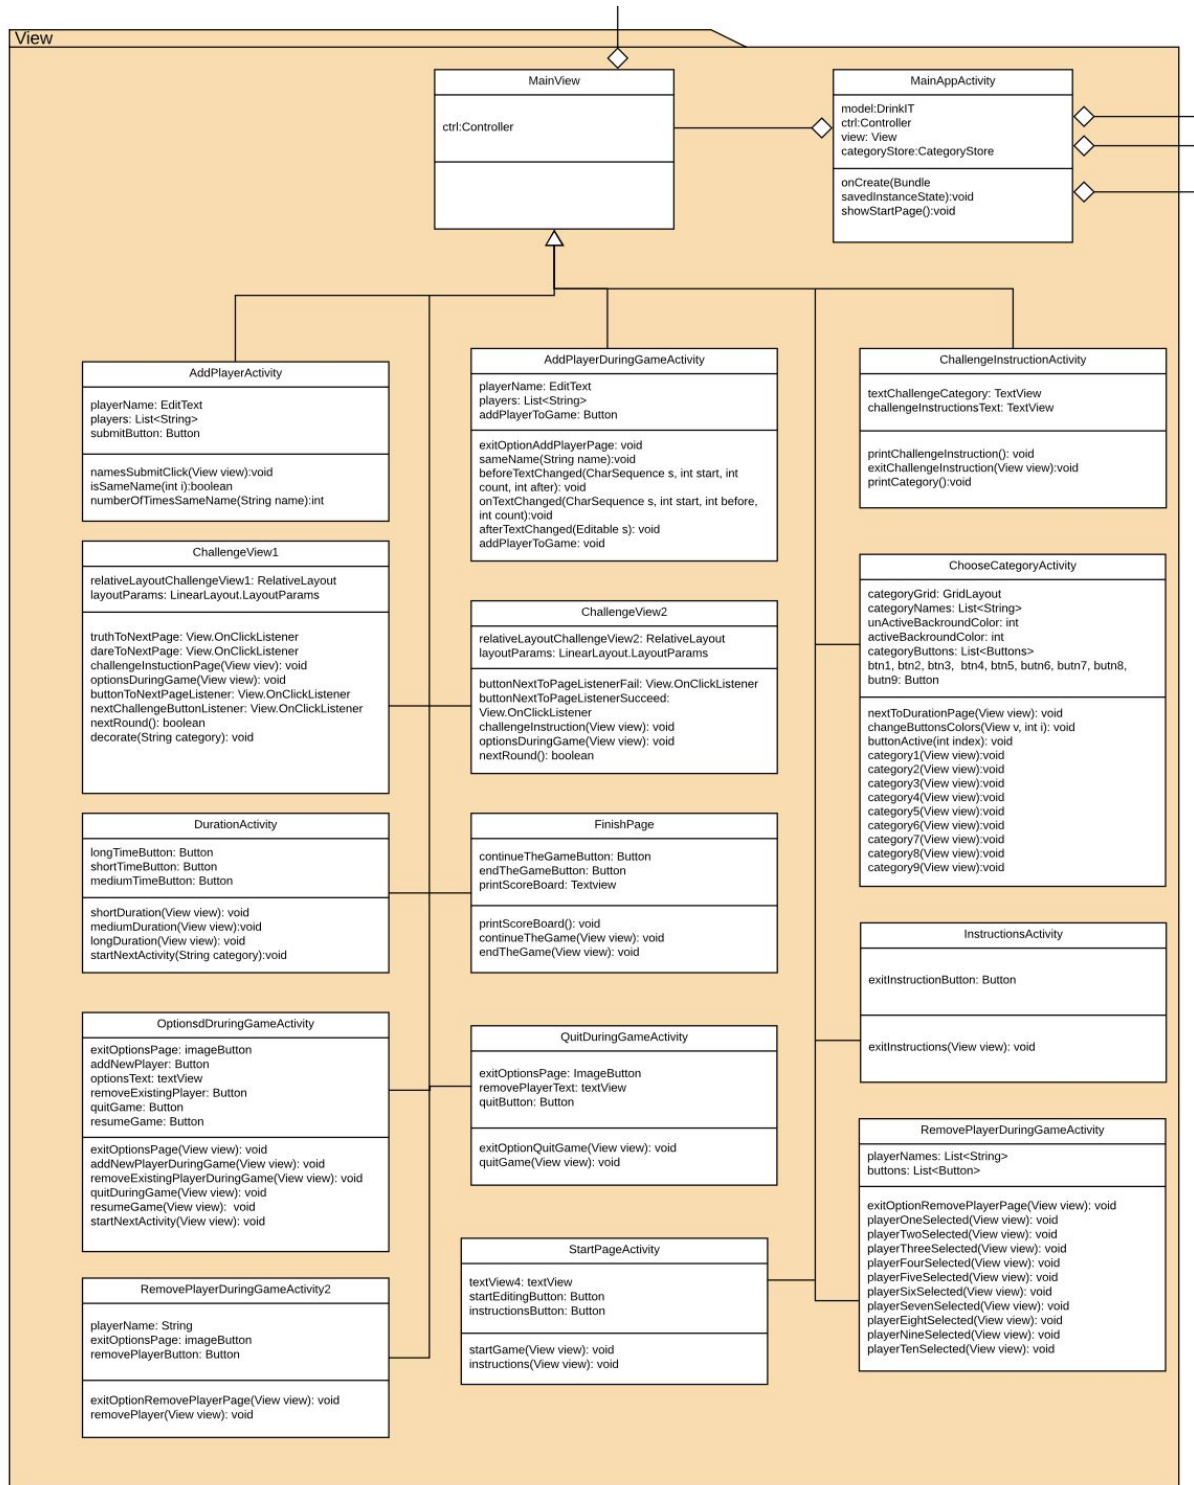 View
MainView
ctrl:Controller
MainAppActivity
model:DrinkIT
ctrl:Controller
view: View
categoryStore:CategoryStore
onCreate(Bundle
savedInstanceState):void
showStartPage():void
AddPlayerActivity
playerName: EditText
players: List<String>
submitButton: Button
namesSubmitClick(View view):void
isSameName(int i):boolean
numberOfTimesSameName(String name):int
AddPlayerDuringGameActivity
playerName: EditText
players: List<String>
addPlayerToGame: Button
exitOptionAddPlayerPage: void
sameName(String name):void
beforeTextChanged(CharSequence s, int start, int
count, int after): void
onTextChanged(CharSequence s, int start, int before,
int count):void
afterTextChanged(Editable s): void
addPlayerToGame: void
ChallengeInstructionActivity
textChallengeCategory: TextView
challengeInstructionsText: TextView
printChallengeInstruction(): void
exitChallengeInstruction(View view):void
printCategory():void
ChallengeView1
relativeLayoutChallengeView1: RelativeLayout
layoutParams: LinearLayout.LayoutParams
truthToNextPage: View.OnClickListener
dareToNextPage: View.OnClickListener
challengeInstuctionPage(View viev): void
optionsDuringGame(View view): void
buttonToNextPageListener: View.OnClickListener
nextChallengeButtonListener: View.OnClickListener
nextRound(): boolean
decorate(String category): void
ChallengeView2
relativeLayoutChallengeView2: RelativeLayout
layoutParams: LinearLayout.LayoutParams
buttonNextToPageListenerFail: View.OnClickListener
buttonNextToPageListenerSucceed:
View.OnClickListener
challengeInstruction(View view): void
optionsDuringGame(View view): void
nextRound(): boolean
ChooseCategoryActivity
categoryGrid: GridLayout
categoryNames: List<String>
unActiveBackroundColor: int
activeBackroundColor: int
categoryButtons: List<Buttons>
btn1, btn2, btn3, btn4, btn5, butn6, butn7, butn8,
butn9: Button
nextToDurationPage(View view): void
changeButtonsColors(View v, int i): void
buttonActive(int index): void
category1(View view):void
category2(View view):void
category3(View view):void
category4(View view):void
category5(View view):void
category6(View view):void
category7(View view):void
category8(View view):void
category9(View view):void
DurationActivity
longTimeButton: Button
shortTimeButton: Button
mediumTimeButton: Button
shortDuration(View view): void
mediumDuration(View view):void
longDuration(View view): void
startNextActivity(String category):void
FinishPage
continueTheGameButton: Button
endTheGameButton: Button
printScoreBoard: Textview
printScoreBoard(): void
continueTheGame(View view): void
endTheGame(View view): void
InstructionsActivity
exitInstructionButton: Button
exitInstructions(View view): void
OptionsdDruringGameActivity
exitOptionsPage: imageButton
addNewPlayer: Button
optionsText: textView
removeExistingPlayer: Button
quitGame: Button
resumeGame: Button
exitOptionsPage(View view): void
addNewPlayerDuringGame(View view): void
removeExistingPlayerDuringGame(View view): void
quitDuringGame(View view): void
resumeGame(View view): void
startNextActivity(View view): void
QuitDuringGameActivity
exitOptionsPage: ImageButton
removePlayerText: textView
quitButton: Button
exitOptionQuitGame(View view): void
quitGame(View view): void
RemovePlayerDuringGameActivity
playerNames: List<String>
buttons: List<Button>
exitOptionRemovePlayerPage(View view): void
playerOneSelected(View view): void
playerTwoSelected(View view): void
playerThreeSelected(View view): void
playerFourSelected(View view): void
playerFiveSelected(View view): void
playerSixSelected(View view): void
playerSevenSelected(View view): void
playerEightSelected(View view): void
playerNineSelected(View view): void
playerTenSelected(View view): void
StartPageActivity
textView4: textView
startEditingButton: Button
instructionsButton: Button
startGame(View view): void
instructions(View view): void
RemovePlayerDuringGameActivity2
playerName: String
exitOptionsPage: imageButton
removePlayerButton: Button
exitOptionRemovePlayerPage(View view): void
removePlayer(View view): void